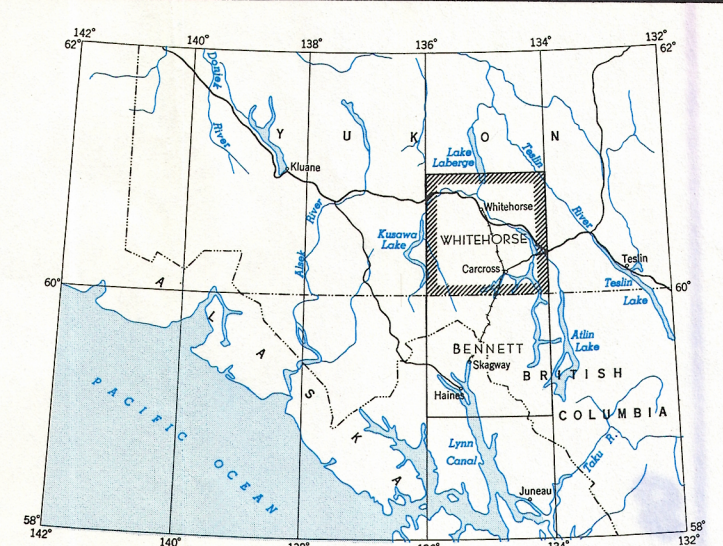 140° 138° 136° 134° 132°
62° 62°
Donjek
River
Y U K O N
Lake
Laberge
Teslin
River
Kluane
Whitehorse
WHITEHORSE
Carcross
River
Alsek
Kusawa
Lake
Teslin
Teslin
Lake
60° 60°
A L A S K A
BENNETT
Skagway
Atlin
Lake
BRITISH
COLUMBIA
Haines
Lynn
Canal
Taku R.
Juneau
PACIFIC OCEAN
58° 58°
142° 140° 138° 136° 134° 132°